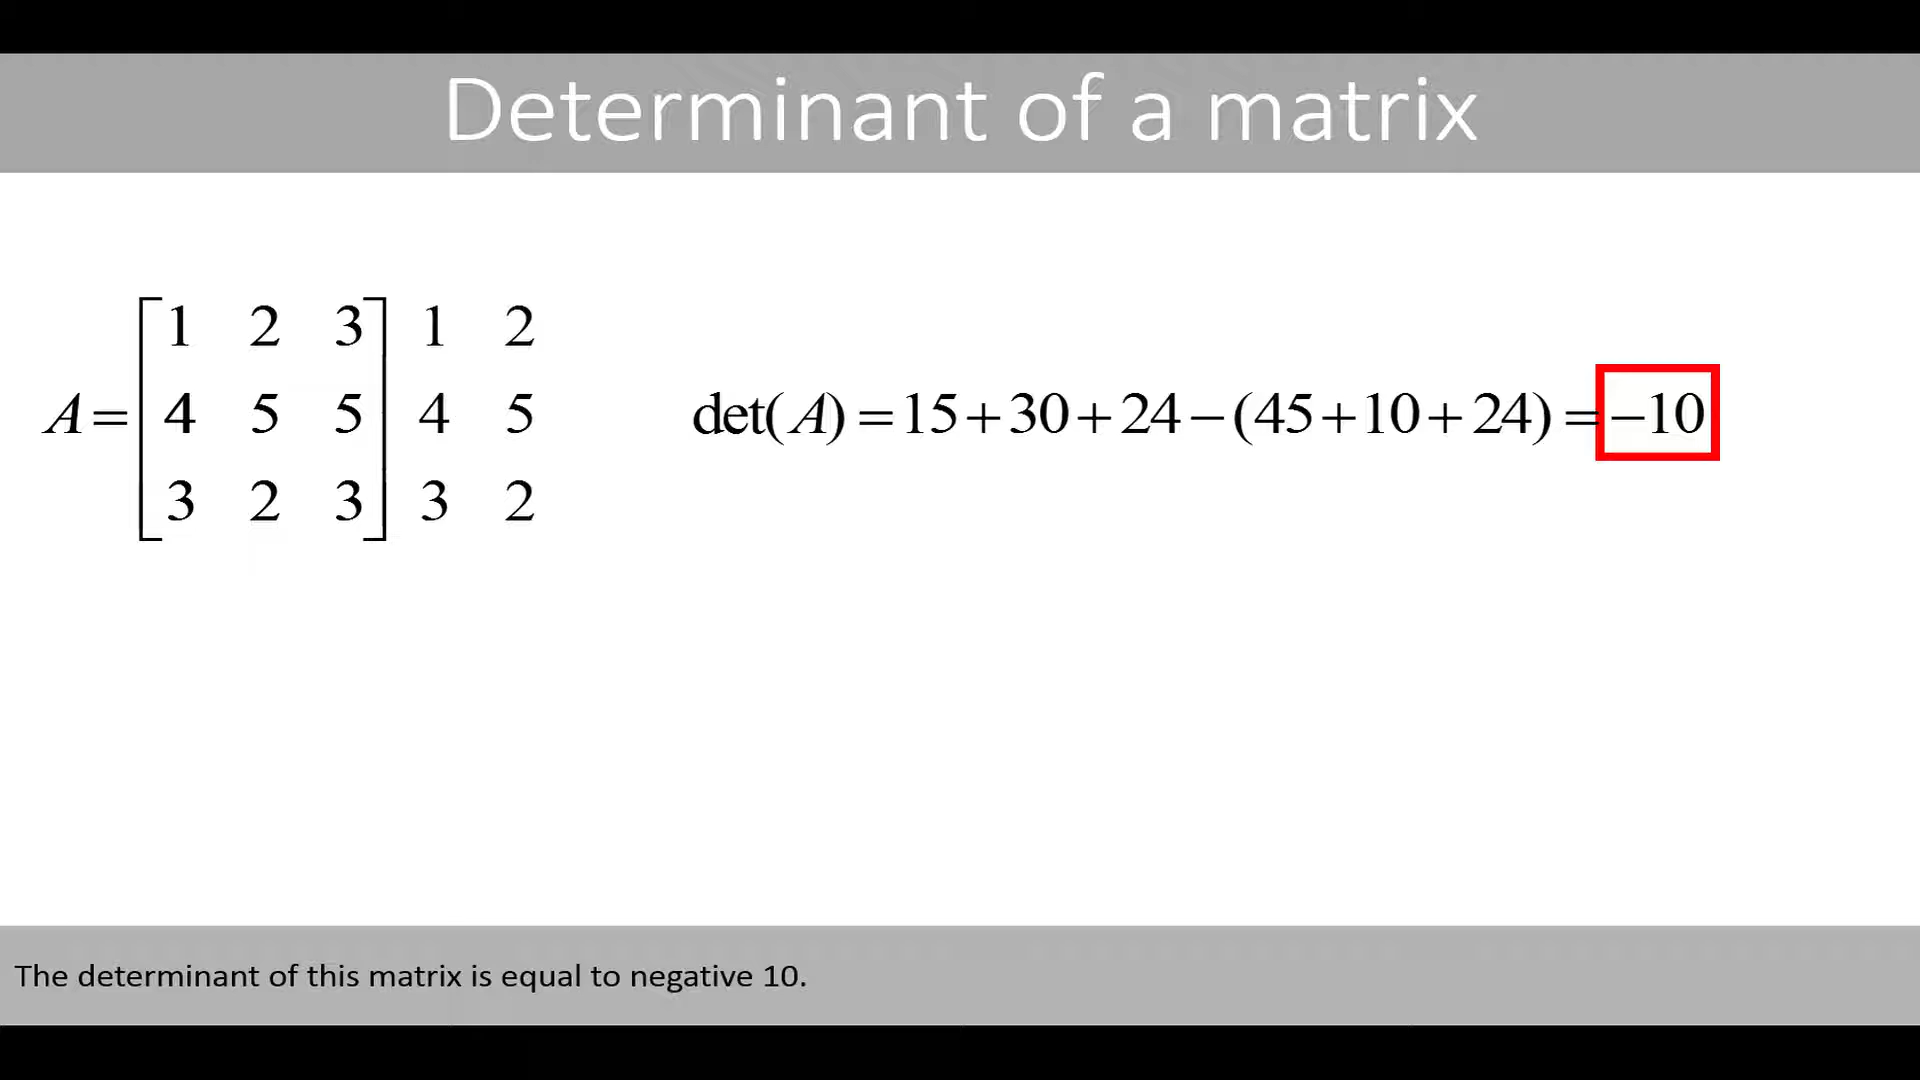 Determinant of a matrix
1 2 3 1 2
A = 4 5 5 4 5
3 2 3 3 2
det(A) = 15 + 30 + 24 − (45 + 10 + 24) = −10
The determinant of this matrix is equal to negative 10.